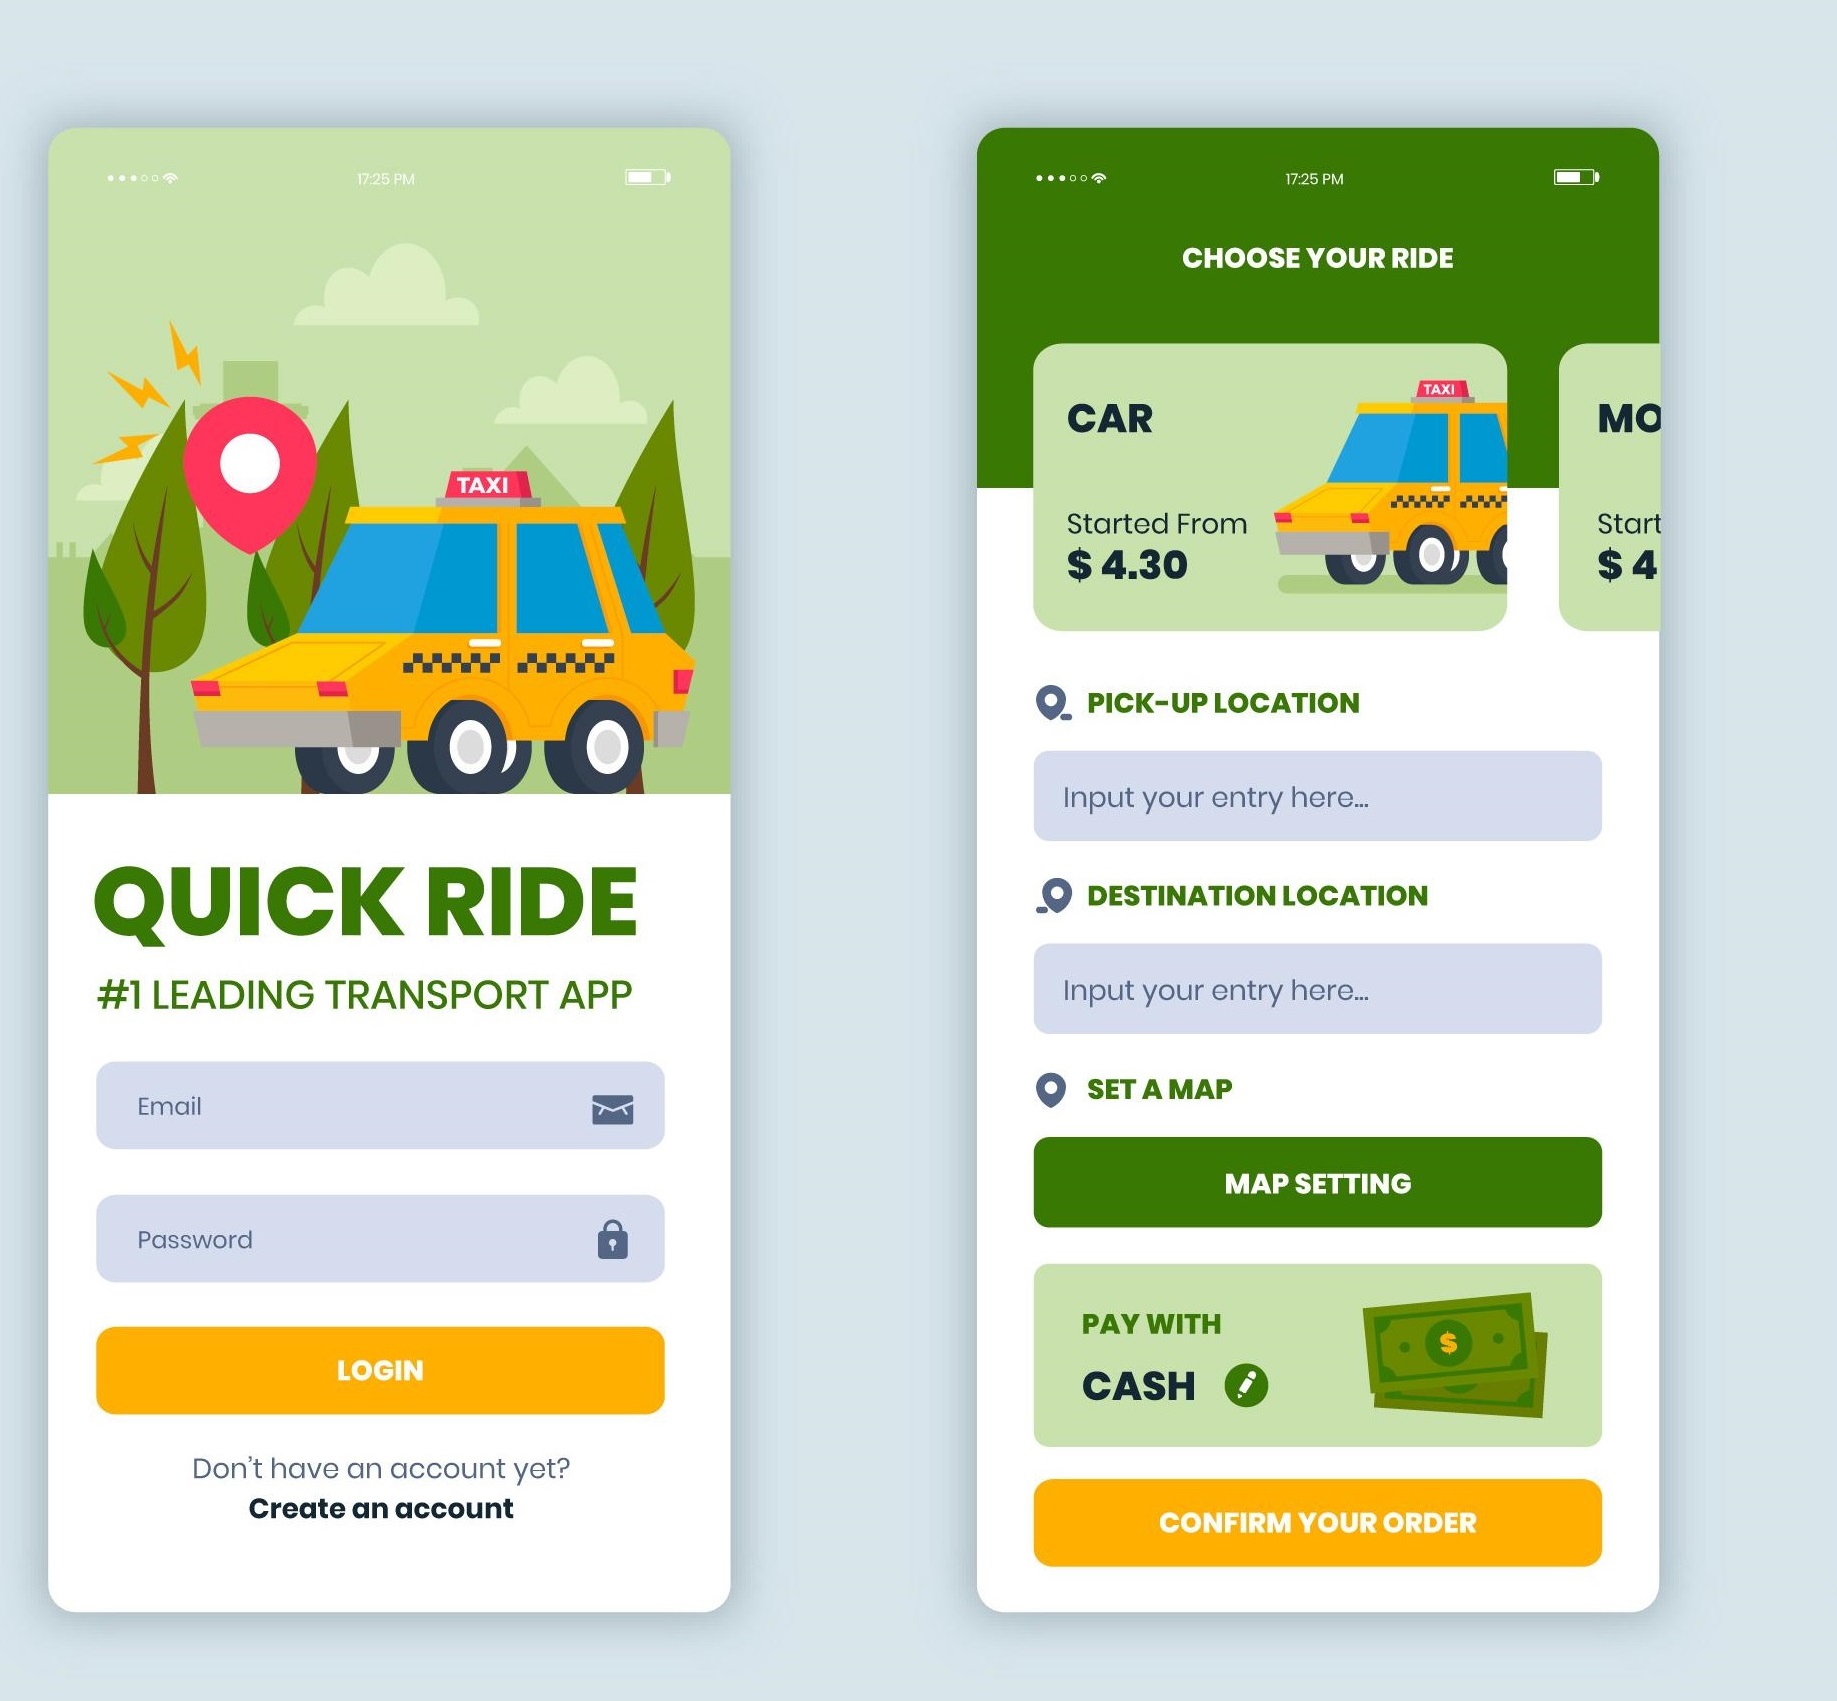 17:25 PM
TAXI
QUICK RIDE
#1 LEADING TRANSPORT APP
Email
Password
LOGIN
Don't have an account yet?
Create an account
17:25 PM
CHOOSE YOUR RIDE
TAXI
CAR
Started From
$ 4.30
MO
Start
$ 4
PICK-UP LOCATION
Input your entry here...
DESTINATION LOCATION
Input your entry here...
SET A MAP
MAP SETTING
PAY WITH
CASH
$
CONFIRM YOUR ORDER